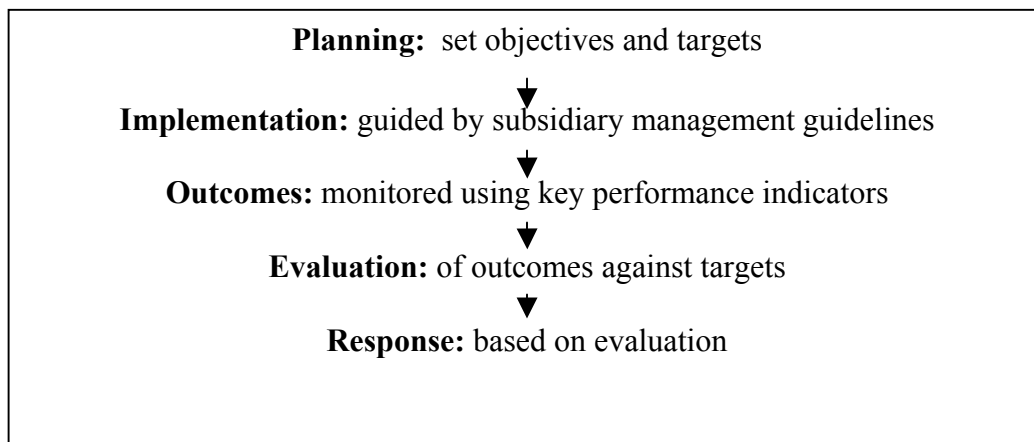 Planning: set objectives and targets
Implementation: guided by subsidiary management guidelines
Outcomes: monitored using key performance indicators
Evaluation: of outcomes against targets
Response: based on evaluation